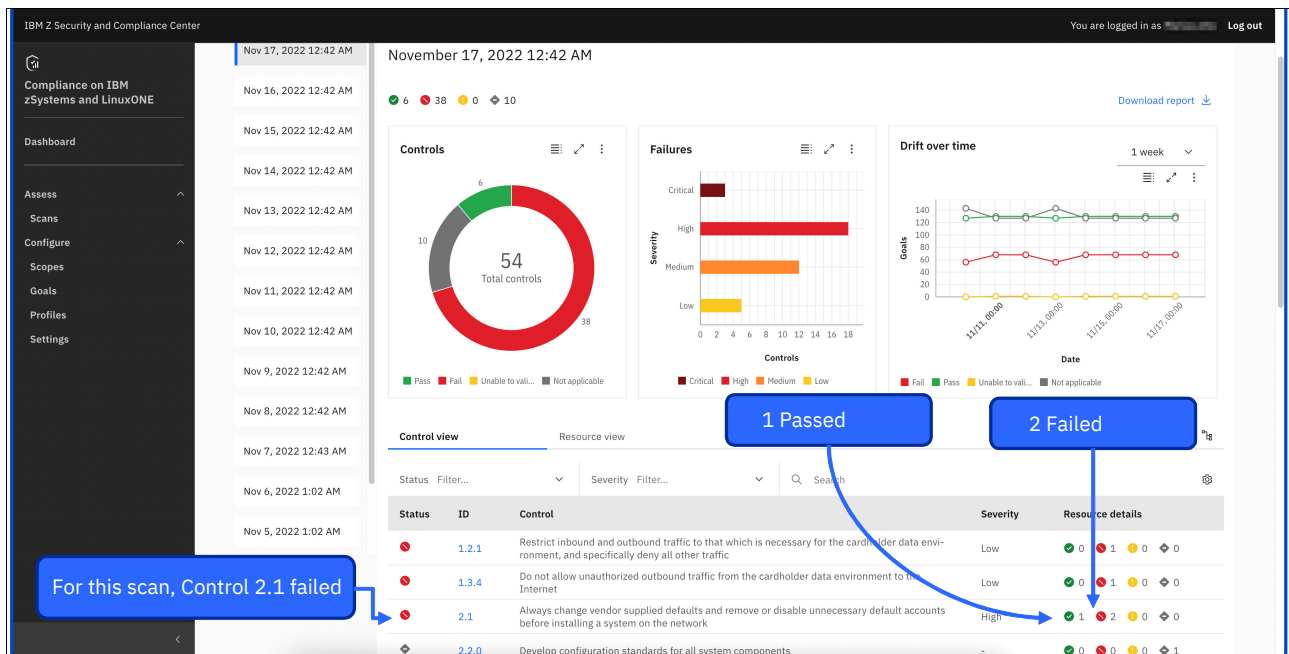 IBM Z Security and Compliance Center
You are logged in as
Log out
Compliance on IBM
zSystems and LinuxONE
Dashboard
Assess
Scans
Configure
Scopes
Goals
Profiles
Settings
Nov 17, 2022 12:42 AM
Nov 16, 2022 12:42 AM
Nov 15, 2022 12:42 AM
Nov 14, 2022 12:42 AM
Nov 13, 2022 12:42 AM
Nov 12, 2022 12:42 AM
Nov 11, 2022 12:42 AM
Nov 10, 2022 12:42 AM
Nov 9, 2022 12:42 AM
Nov 8, 2022 12:42 AM
Nov 7, 2022 12:43 AM
Nov 6, 2022 1:02 AM
Nov 5, 2022 1:02 AM
November 17, 2022 12:42 AM
6 38 0 10
Download report
Controls
6
10
54
Total controls
38
Pass Fail Unable to vali... Not applicable
Failures
Severity
Critical
High
Medium
Low
0 2 4 6 8 10 12 14 16 18
Controls
Critical High Medium Low
Drift over time
1 week
Goals
140
120
100
80
60
40
20
0
11/11, 00:00
11/13, 00:00
11/15, 00:00
11/17, 00:00
Date
Fail Pass Unable to vali... Not applicable
1 Passed
2 Failed
Control view
Resource view
Status Filter...
Severity Filter...
Search
Status ID Control Severity Resource details
1.2.1 Restrict inbound and outbound traffic to that which is necessary for the cardholder data envi-
ronment, and specifically deny all other traffic
Low 0 1 0 0
1.3.4 Do not allow unauthorized outbound traffic from the cardholder data environment to the
Internet
Low 0 1 0 0
For this scan, Control 2.1 failed
2.1 Always change vendor supplied defaults and remove or disable unnecessary default accounts
before installing a system on the network
High 1 2 0 0
2.2.0 Develop configuration standards for all system components - 0 0 0 1